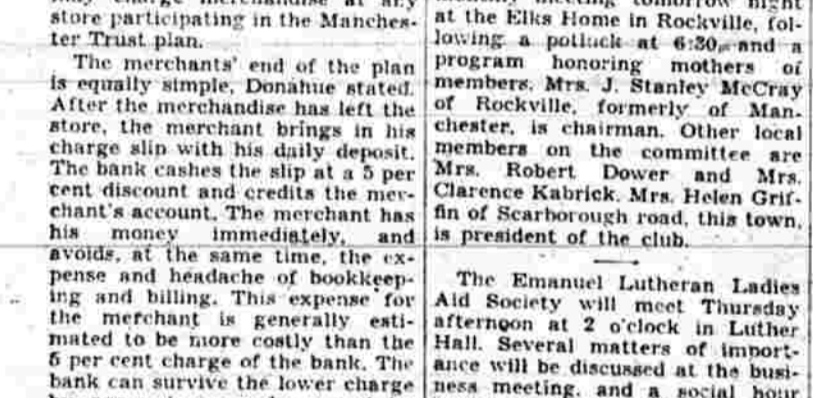 store participating in the Manches-
ter Trust plan.
The merchants' end of the plan
is equally simple, Donahue stated.
After the merchandise has left the
store, the merchant brings in his
charge slip with his daily deposit.
The bank cashes the slip at a 5 per
cent discount and credits the mer-
chant's account. The merchant has
his money immediately, and
avoids, at the same time, the ex-
pense and headache of bookkeep-
ing and billing. This expense for
the merchant is generally esti-
mated to be more costly than the
5 per cent charge of the bank. The
bank can survive the lower charge
at the Elks Home in Rockville, fol-
lowing a potluck at 6:30, and a
program honoring mothers of
members. Mrs. J. Stanley McCray
of Rockville, formerly of Man-
chester, is chairman. Other local
members on the committee are
Mrs. Robert Dower and Mrs.
Clarence Kabrick. Mrs. Helen Grif-
fin of Scarborough road, this town,
is president of the club.
The Emanuel Lutheran Ladies
Aid Society will meet Thursday
afternoon at 2 o'clock in Luther
Hall. Several matters of import-
ance will be discussed at the busi-
ness meeting, and a social hour